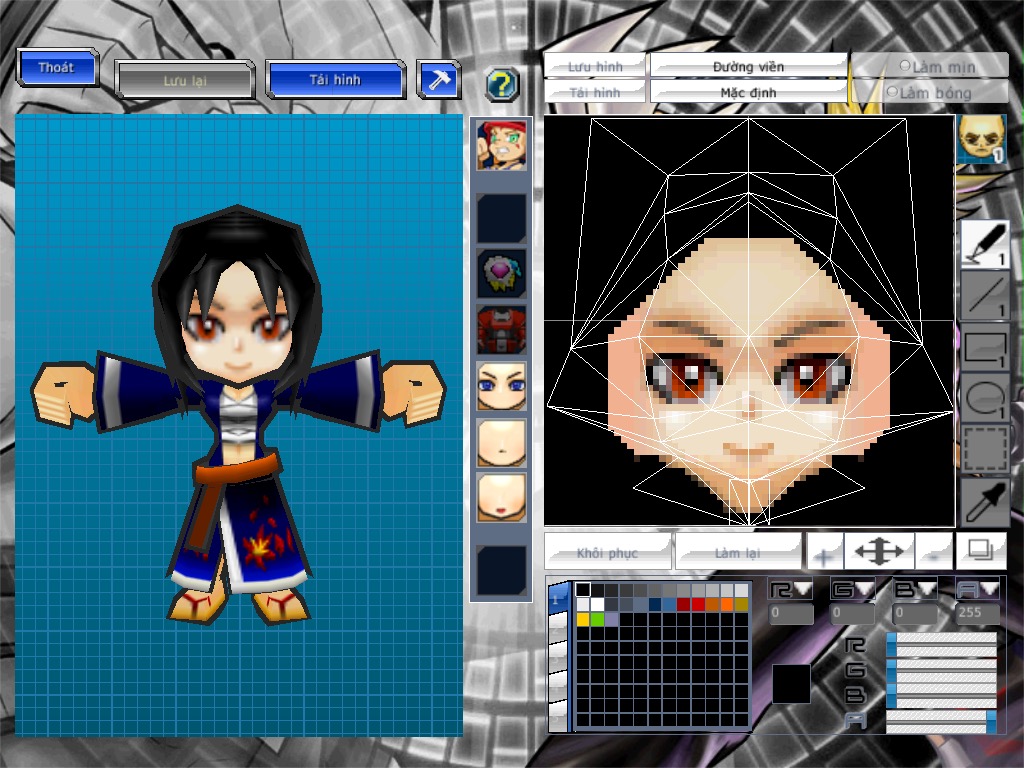 Thoát
Lưu lại
Tải hình
?
Lưu hình
Đường viền
Làm mịn
Tải hình
Mặc định
Làm bóng
1
1
1
1
1
Khôi phục
Làm lại
1
R G B A
0 0 0 255
R
G
B
A